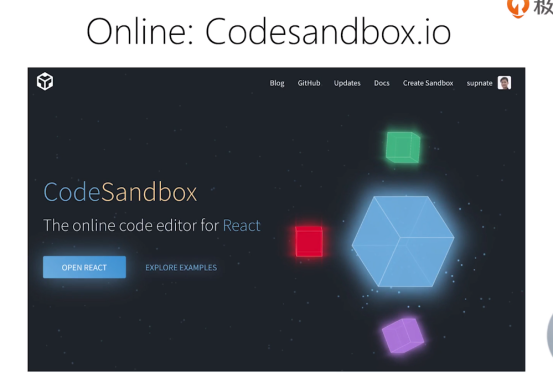 极
Online: Codesandbox.io
Blog GitHub Updates Docs Create Sandbox supnate
CodeSandbox
The online code editor for React
OPEN REACT EXPLORE EXAMPLES